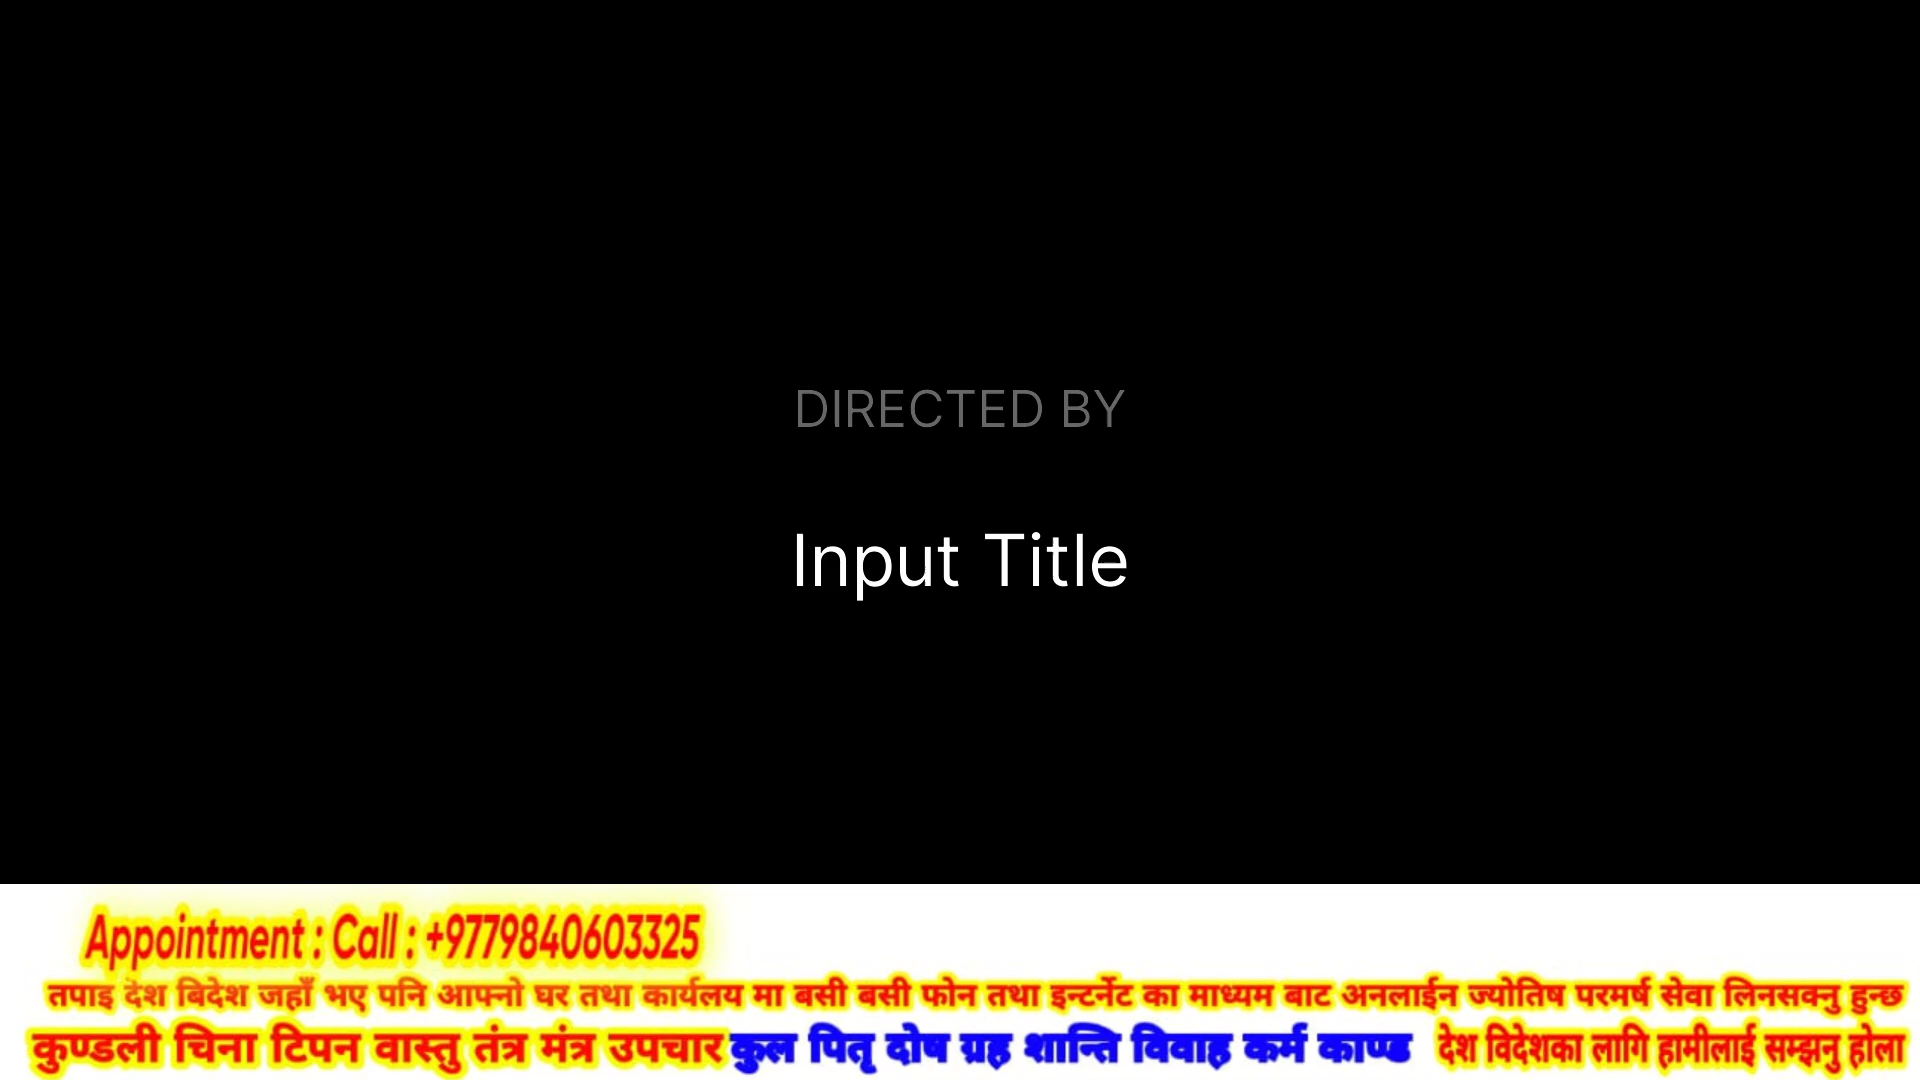 DIRECTED BY
Input Title
Appointment : Call : +9779840603325
तपाइ देश बिदेश जहाँ भए पनि आफ्नो घर तथा कार्यलय मा बसी बसी फोन तथा इन्टर्नेट का माध्यम बाट अनलाईन ज्योतिष परमर्ष सेवा लिनसक्नु हुन्छ
कुण्डली चिना टिपन वास्तु तंत्र मंत्र उपचार कुल पितृ दोष ग्रह शान्ति विवाह कर्म काण्ड देश विदेशका लागि हामीलाई सम्झनु होला